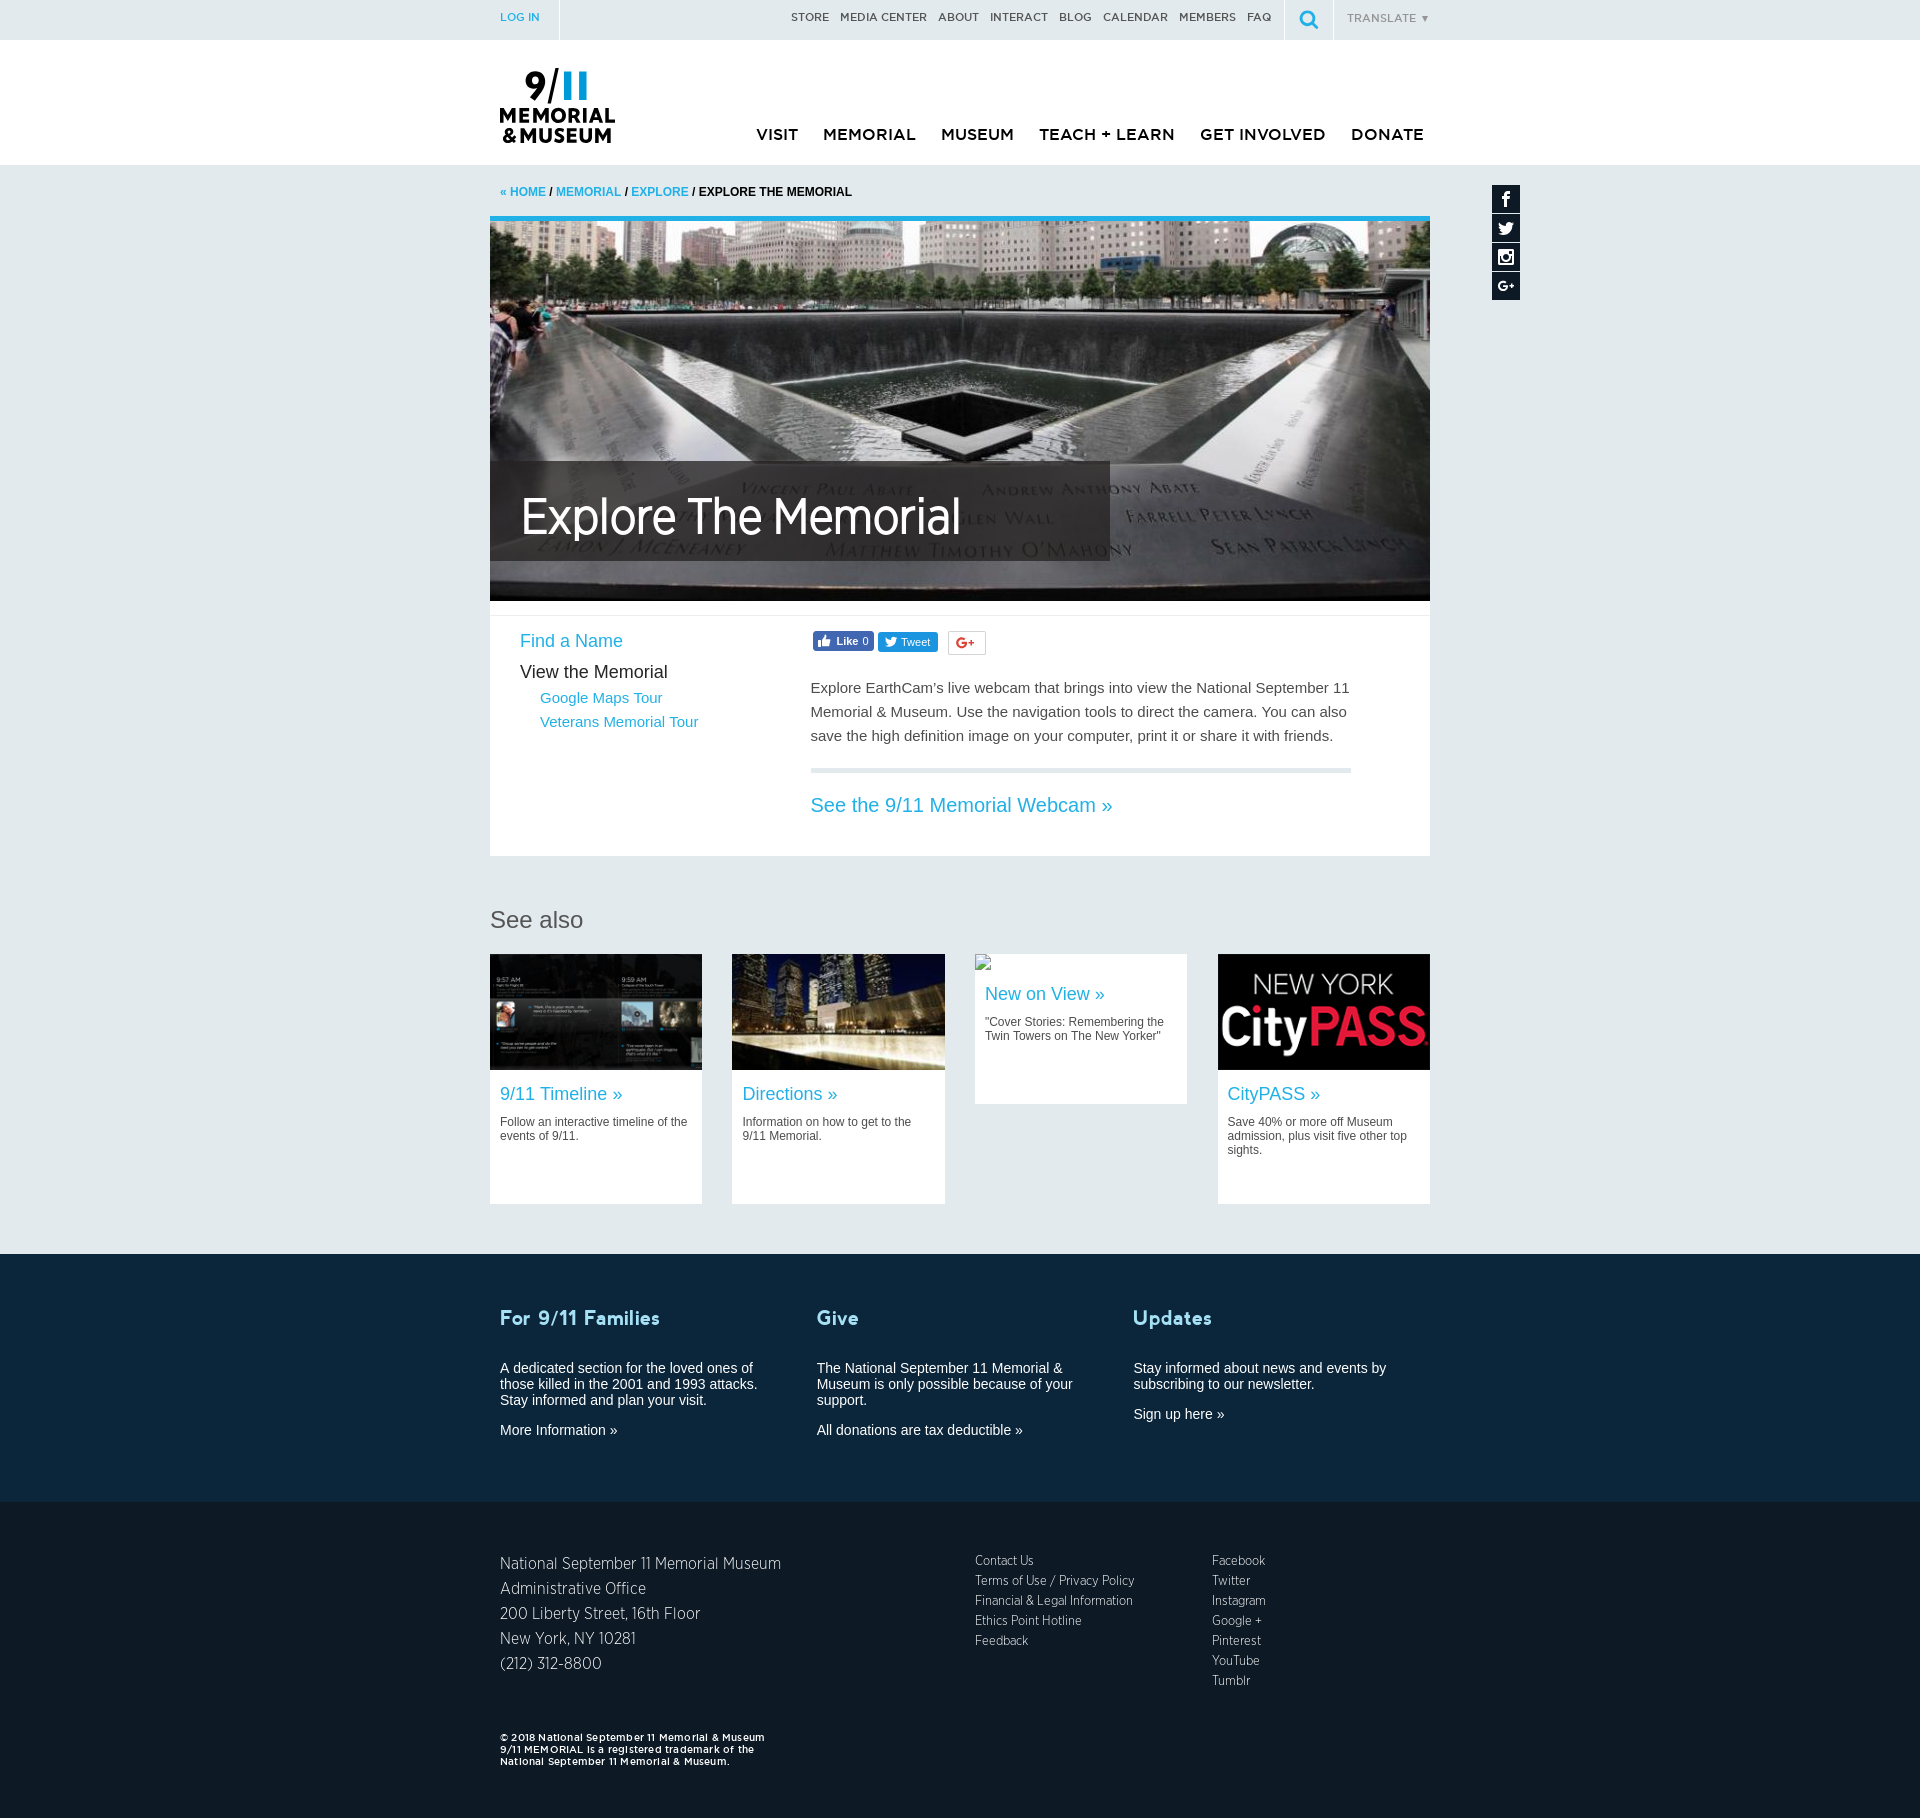 LOG IN
STORE MEDIA CENTER ABOUT INTERACT BLOG CALENDAR MEMBERS FAQ
TRANSLATE ▼
9/11
MEMORIAL
& MUSEUM
VISIT MEMORIAL MUSEUM TEACH + LEARN GET INVOLVED DONATE
« HOME / MEMORIAL / EXPLORE / EXPLORE THE MEMORIAL
VINCENT PAUL ABATE ANDREW ANTHONY ABATE
GLEN WALL FARRELL PETER LYNCH
EAMON J. MCENEANEY MATTHEW TIMOTHY O'MAHONY SEAN PATRICK LYNCH
Explore The Memorial
Find a Name
View the Memorial
Google Maps Tour
Veterans Memorial Tour
Like 0 Tweet G+
Explore EarthCam's live webcam that brings into view the National September 11
Memorial & Museum. Use the navigation tools to direct the camera. You can also
save the high definition image on your computer, print it or share it with friends.
See the 9/11 Memorial Webcam »
See also
9:57 AM
9:59 AM
9/11 Timeline »
Follow an interactive timeline of the
events of 9/11.
Directions »
Information on how to get to the
9/11 Memorial.
New on View »
"Cover Stories: Remembering the
Twin Towers on The New Yorker"
NEW YORK
CityPASS
CityPASS »
Save 40% or more off Museum
admission, plus visit five other top
sights.
For 9/11 Families
A dedicated section for the loved ones of
those killed in the 2001 and 1993 attacks.
Stay informed and plan your visit.
More Information »
Give
The National September 11 Memorial &
Museum is only possible because of your
support.
All donations are tax deductible »
Updates
Stay informed about news and events by
subscribing to our newsletter.
Sign up here »
National September 11 Memorial Museum
Administrative Office
200 Liberty Street, 16th Floor
New York, NY 10281
(212) 312-8800
Contact Us
Terms of Use / Privacy Policy
Financial & Legal Information
Ethics Point Hotline
Feedback
Facebook
Twitter
Instagram
Google +
Pinterest
YouTube
Tumblr
© 2018 National September 11 Memorial & Museum
9/11 MEMORIAL is a registered trademark of the
National September 11 Memorial & Museum.